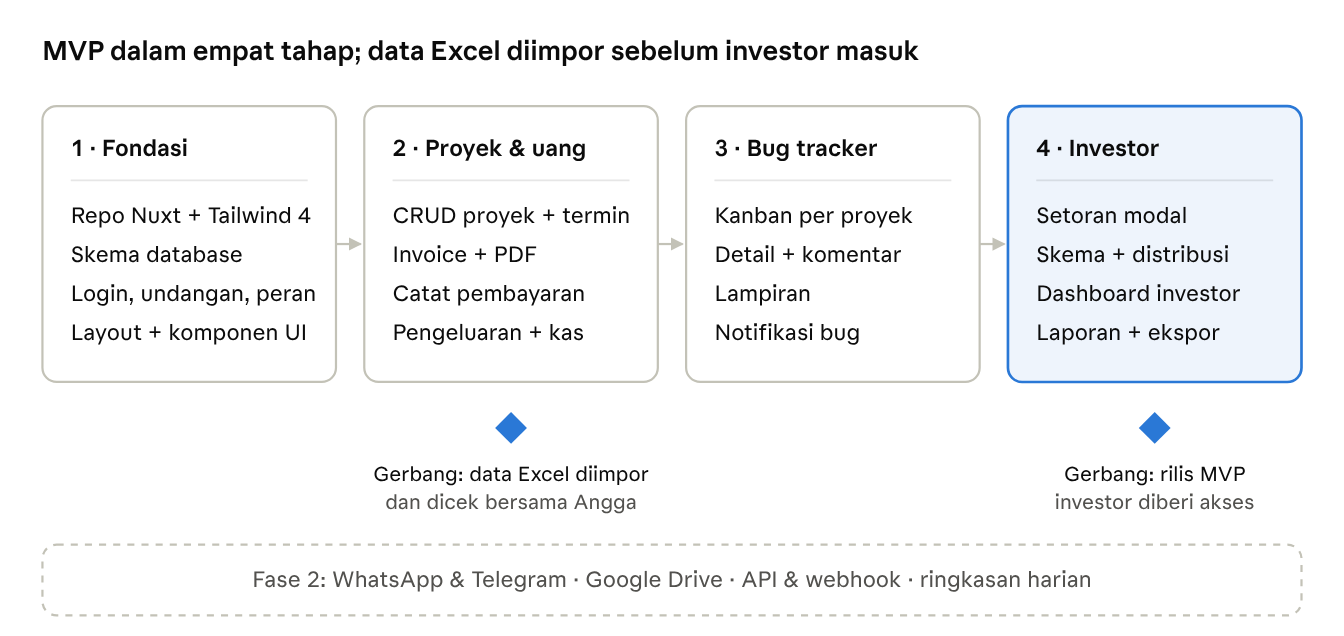 MVP dalam empat tahap; data Excel diimpor sebelum investor masuk
1 · Fondasi
Repo Nuxt + Tailwind 4
Skema database
Login, undangan, peran
Layout + komponen UI
2 · Proyek & uang
CRUD proyek + termin
Invoice + PDF
Catat pembayaran
Pengeluaran + kas
3 · Bug tracker
Kanban per proyek
Detail + komentar
Lampiran
Notifikasi bug
4 · Investor
Setoran modal
Skema + distribusi
Dashboard investor
Laporan + ekspor
Gerbang: data Excel diimpor
dan dicek bersama Angga
Gerbang: rilis MVP
investor diberi akses
Fase 2: WhatsApp & Telegram · Google Drive · API & webhook · ringkasan harian